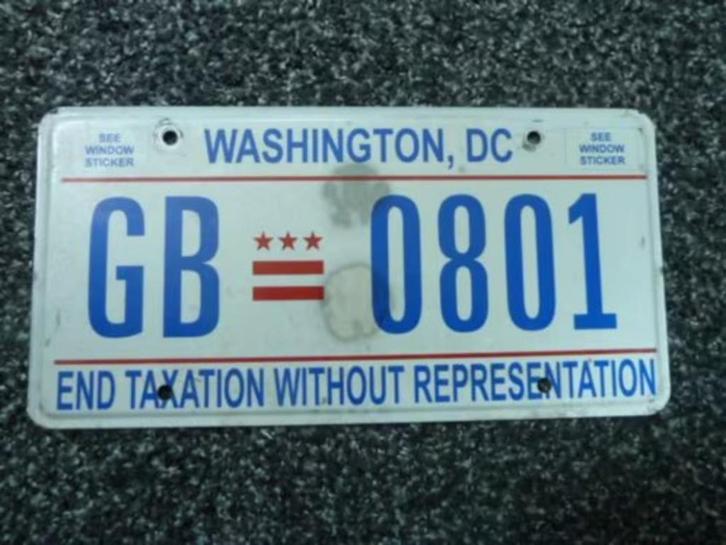 SEE
WINDOW
STICKER
WASHINGTON, DC
SEE
WINDOW
STICKER
GB 0801
END TAXATION WITHOUT REPRESENTATION